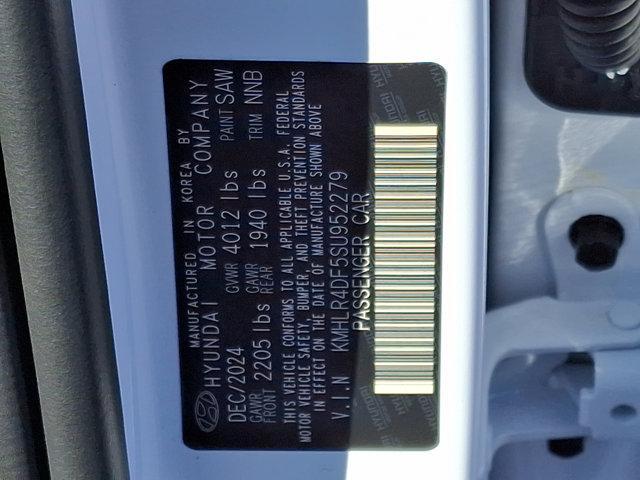 MANUFACTURED IN KOREA BY
HYUNDAI MOTOR COMPANY
DEC/2024 GVWR 4012 lbs PAINT SAW
GAWR FRONT 2205 lbs GAWR REAR 1940 lbs TRIM NNB
THIS VEHICLE CONFORMS TO ALL APPLICABLE U.S.A. FEDERAL
MOTOR VEHICLE SAFETY, BUMPER, AND THEFT PREVENTION STANDARDS
IN EFFECT ON THE DATE OF MANUFACTURE SHOWN ABOVE
V.I.N KMHLR4DF5SU952279
PASSENGER CAR